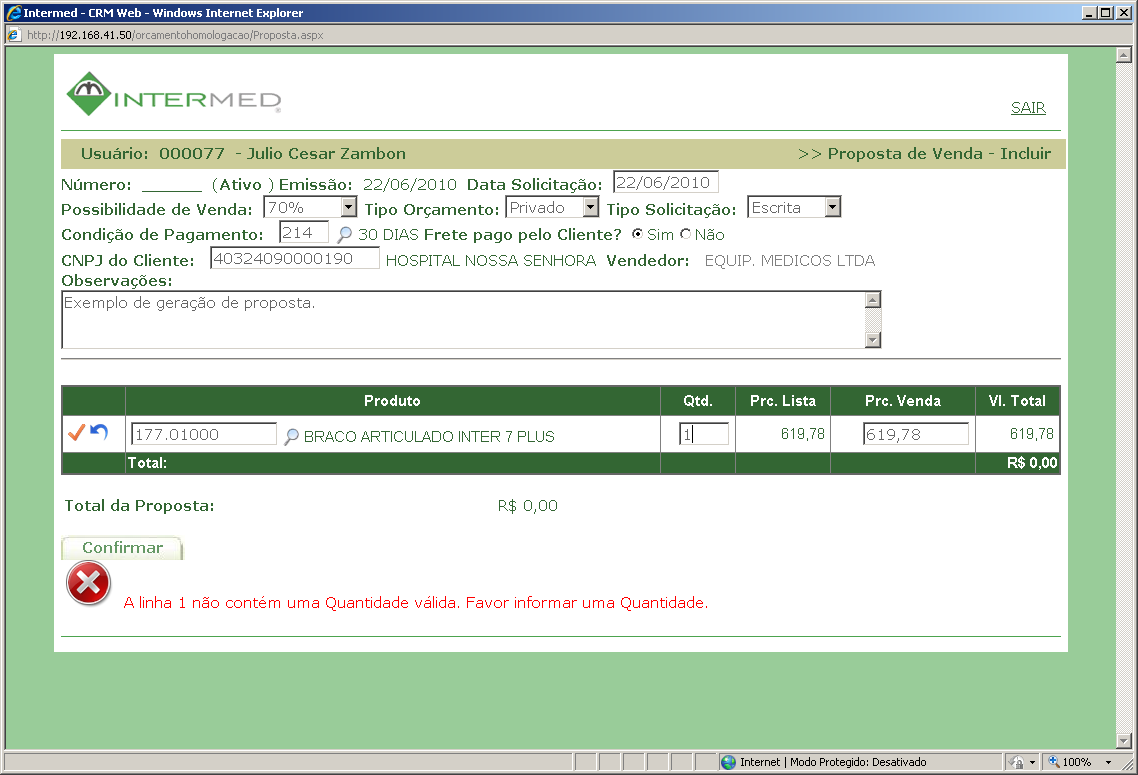 Intermed - CRM Web - Windows Internet Explorer
http://192.168.41.50/orcamentohomologacao/Proposta.aspx
INTERMED®
SAIR
Usuário: 000077 - Julio Cesar Zambon >> Proposta de Venda - Incluir
Número: ______ (Ativo ) Emissão: 22/06/2010 Data Solicitação: 22/06/2010
Possibilidade de Venda: 70% Tipo Orçamento: Privado Tipo Solicitação: Escrita
Condição de Pagamento: 214 30 DIAS Frete pago pelo Cliente? Sim Não
CNPJ do Cliente: 40324090000190 HOSPITAL NOSSA SENHORA Vendedor: EQUIP. MEDICOS LTDA
Observações:
Exemplo de geração de proposta.
Produto Qtd. Prc. Lista Prc. Venda Vl. Total
177.01000 BRACO ARTICULADO INTER 7 PLUS 1 619,78 619,78 619,78
Total: R$ 0,00
Total da Proposta: R$ 0,00
Confirmar
A linha 1 não contém uma Quantidade válida. Favor informar uma Quantidade.
Internet | Modo Protegido: Desativado 100%